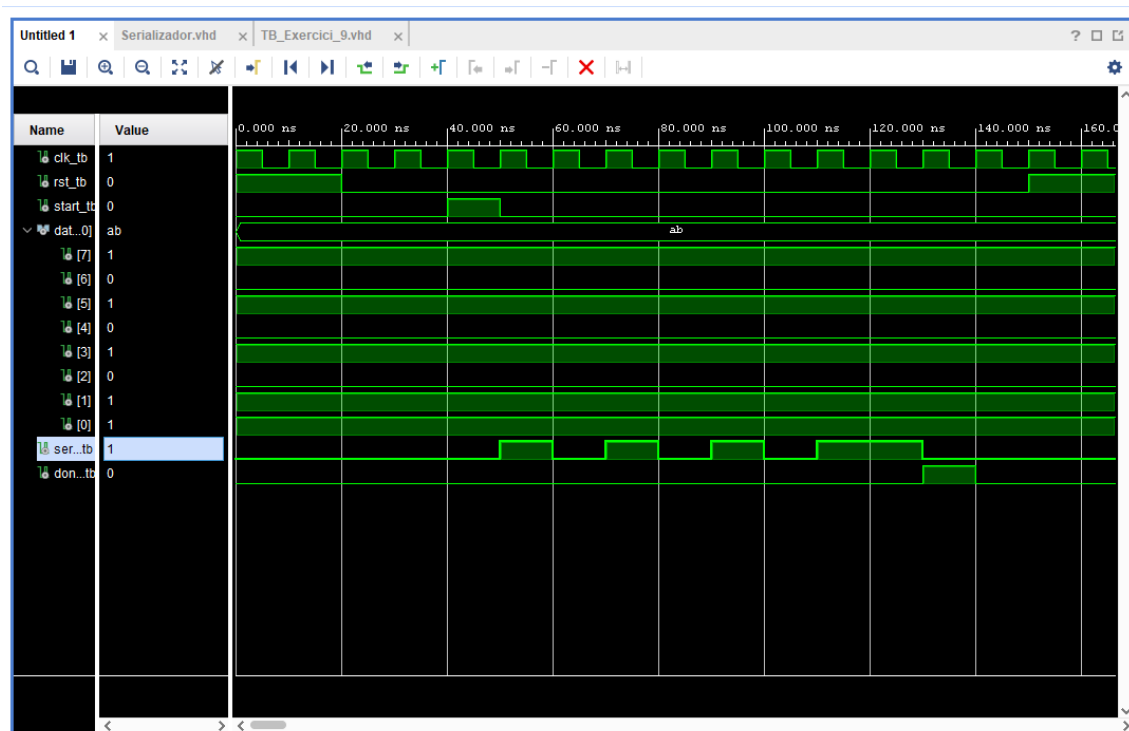 Untitled 1 × Serializador.vhd × TB_Exercici_9.vhd × ?
Name Value
0.000 ns 20.000 ns 40.000 ns 60.000 ns 80.000 ns 100.000 ns 120.000 ns 140.000 ns 160.0
clk_tb 1
rst_tb 0
start_tb 0
dat...0] ab ab
[7] 1
[6] 0
[5] 1
[4] 0
[3] 1
[2] 0
[1] 1
[0] 1
ser...tb 1
don...tb 0